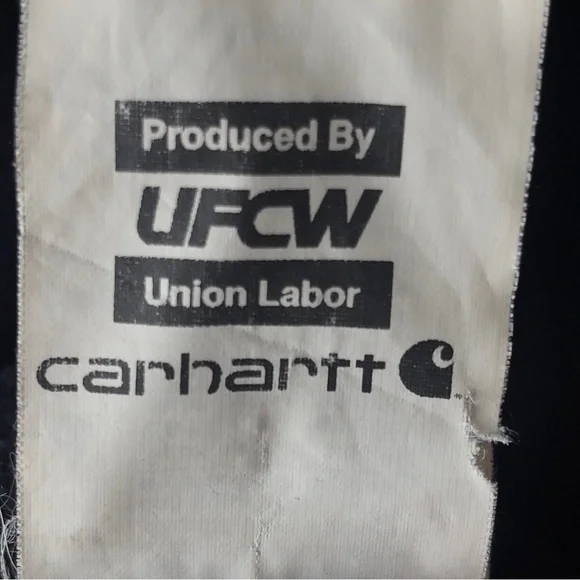 Produced By
UFCW
Union Labor
carhartt